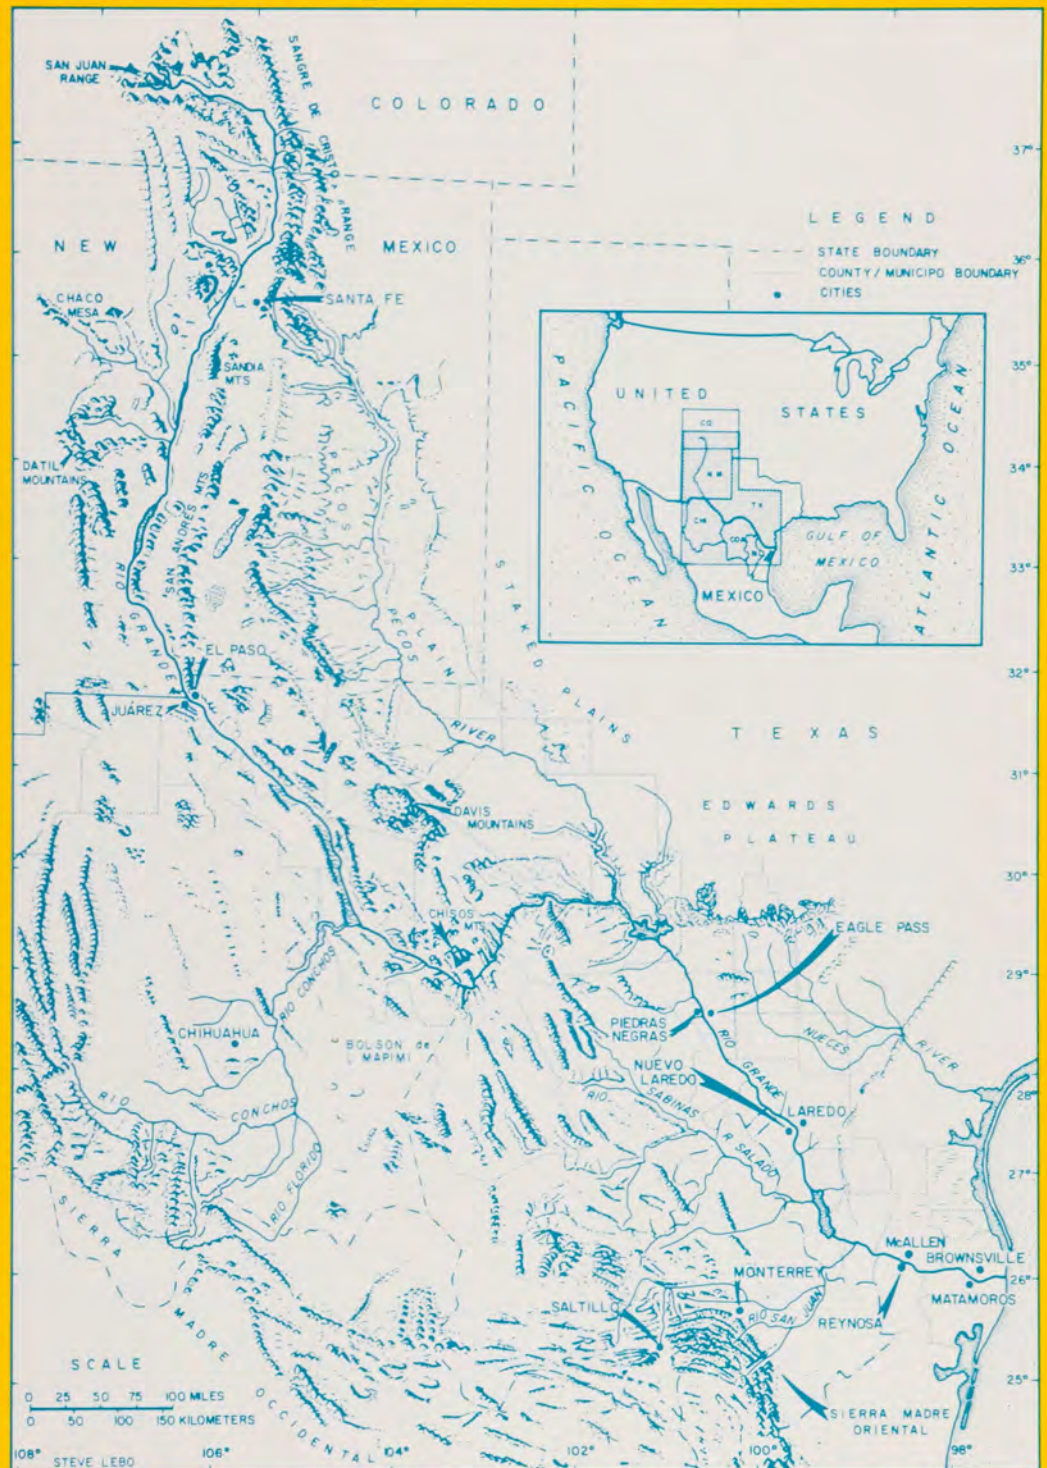 SAN JUAN
RANGE
SANGRE DE CRISTO RANGE
COLORADO
37°
NEW MEXICO
LEGEND
STATE BOUNDARY
COUNTY/MUNICIPO BOUNDARY
CITIES
36°
CHACO
MESA
SANTA FE
35°
SANDIA
MTS
PACIFIC OCEAN
UNITED STATES
ATLANTIC OCEAN
CO
NM
TX
CH
GULF OF
MEXICO
MEXICO
DATIL
MOUNTAINS
34°
PECOS PLAIN
SAN ANDRES MTS
RIO GRANDE
33°
STAKED PLAINS
PECOS RIVER
EL PASO
32°
JUÁREZ
TEXAS
31°
DAVIS
MOUNTAINS
EDWARDS
PLATEAU
30°
CHISOS
MTS
EAGLE PASS
29°
RIO CONCHOS
CHIHUAHUA
BOLSON de
MAPIMI
PIEDRAS
NEGRAS
RIO GRANDE
NUECES RIVER
NUEVO
LAREDO
28°
RIO CONCHOS
RIO SABINAS
LAREDO
R SALADO
27°
RIO FLORIDO
SIERRA MADRE OCCIDENTAL
McALLEN
BROWNSVILLE
MONTERREY
26°
MATAMOROS
SALTILLO
RIO SAN JUAN
REYNOSA
SCALE
0 25 50 75 100 MILES
0 50 100 150 KILOMETERS
25°
SIERRA MADRE
ORIENTAL
108° 106° 104° 102° 100° 98°
STEVE LEBO